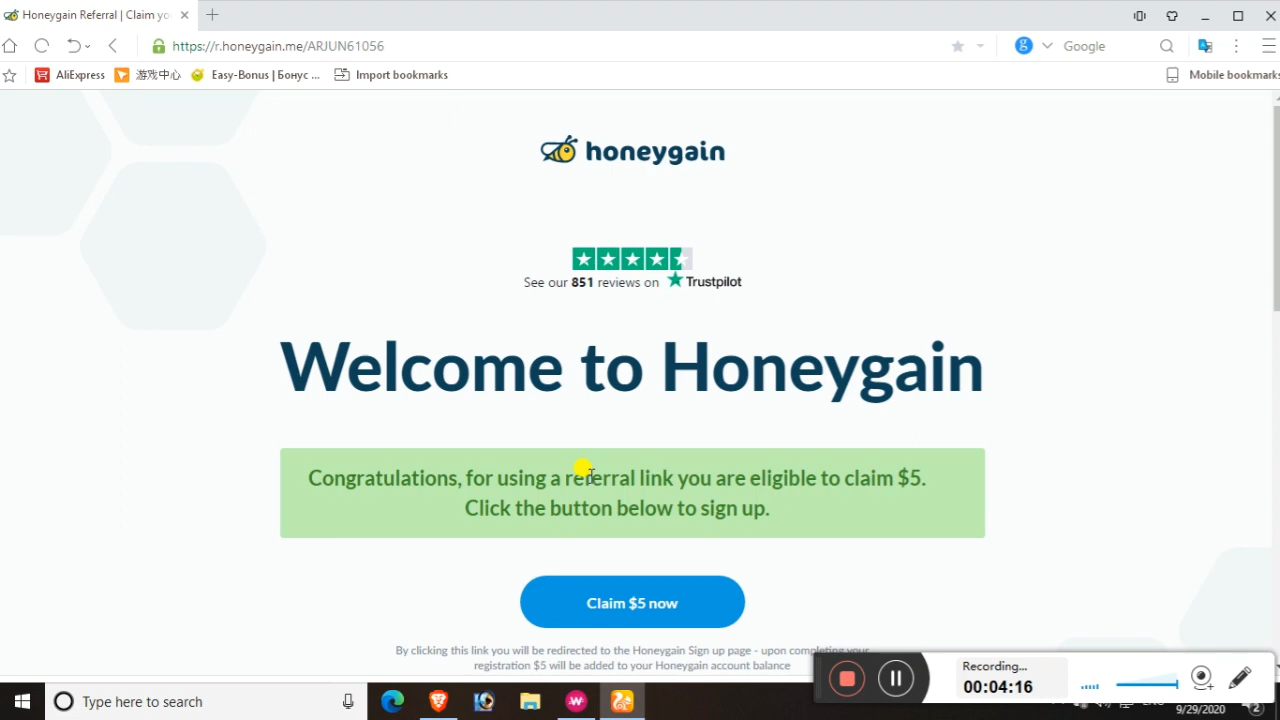 Honeygain Referral | Claim yo
https://r.honeygain.me/ARJUN61056
Google
AliExpress
游戏中心
Easy-Bonus | Бонус ...
Import bookmarks
Mobile bookmarks
honeygain
See our 851 reviews on Trustpilot
Welcome to Honeygain
Congratulations, for using a referral link you are eligible to claim $5.
Click the button below to sign up.
Claim $5 now
By clicking this link you will be redirected to the Honeygain Sign up page - upon completing your
registration $5 will be added to your Honeygain account balance
Recording...
00:04:16
Type here to search
9/29/2020
2